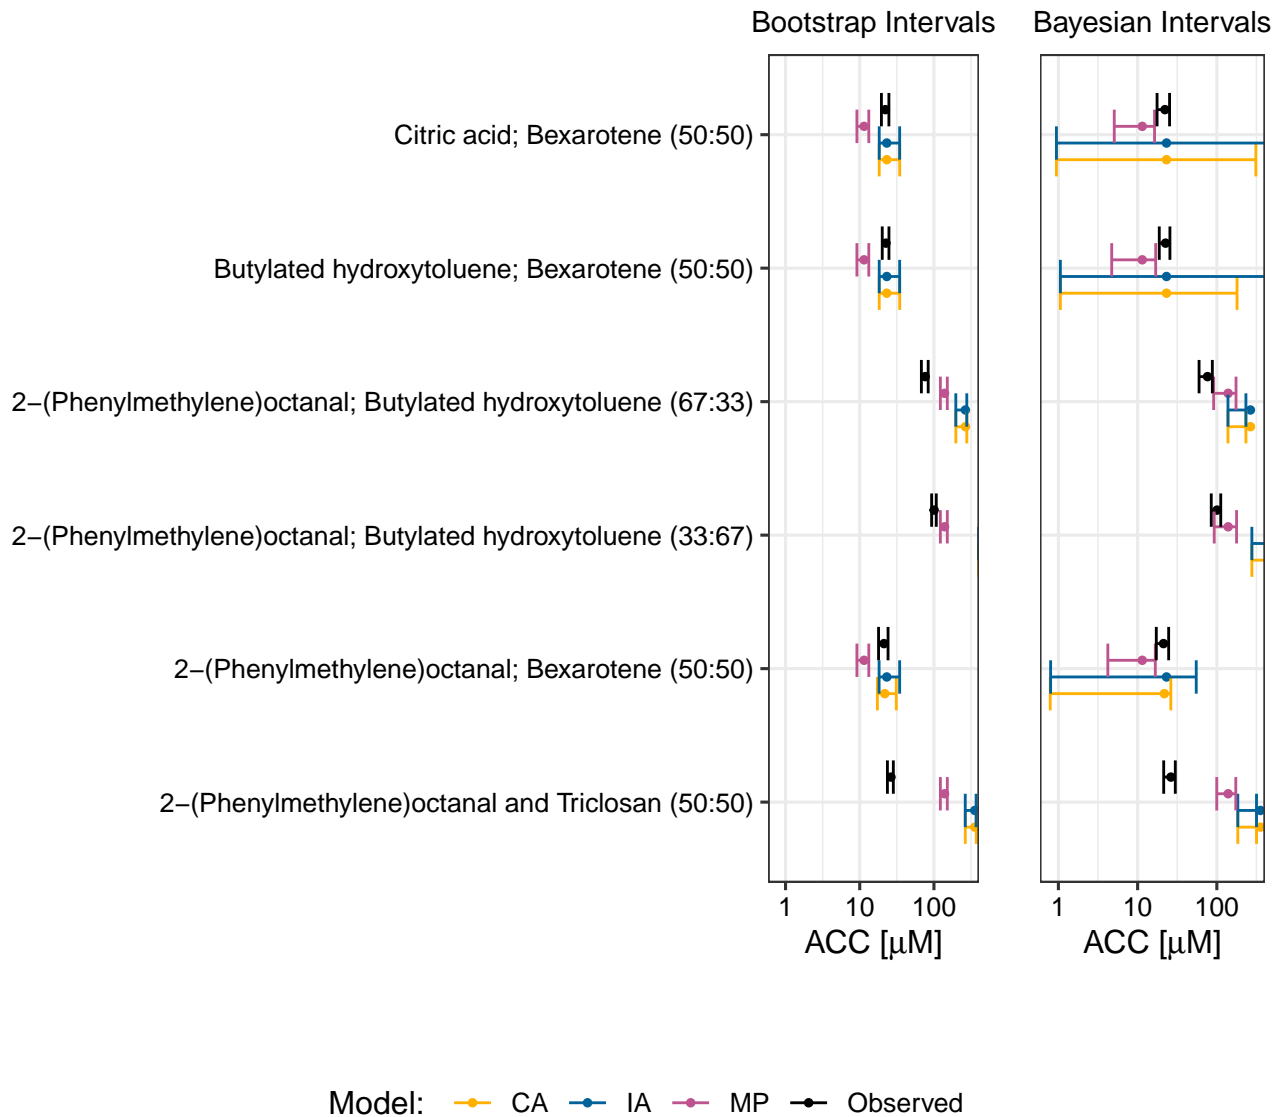 Bootstrap Intervals
Bayesian Intervals
Citric acid; Bexarotene (50:50)
Butylated hydroxytoluene; Bexarotene (50:50)
2−(Phenylmethylene)octanal; Butylated hydroxytoluene (67:33)
2−(Phenylmethylene)octanal; Butylated hydroxytoluene (33:67)
2−(Phenylmethylene)octanal; Bexarotene (50:50)
2−(Phenylmethylene)octanal and Triclosan (50:50)
1 10 100
1 10 100
ACC [μM]
ACC [μM]
Model: CA IA MP Observed